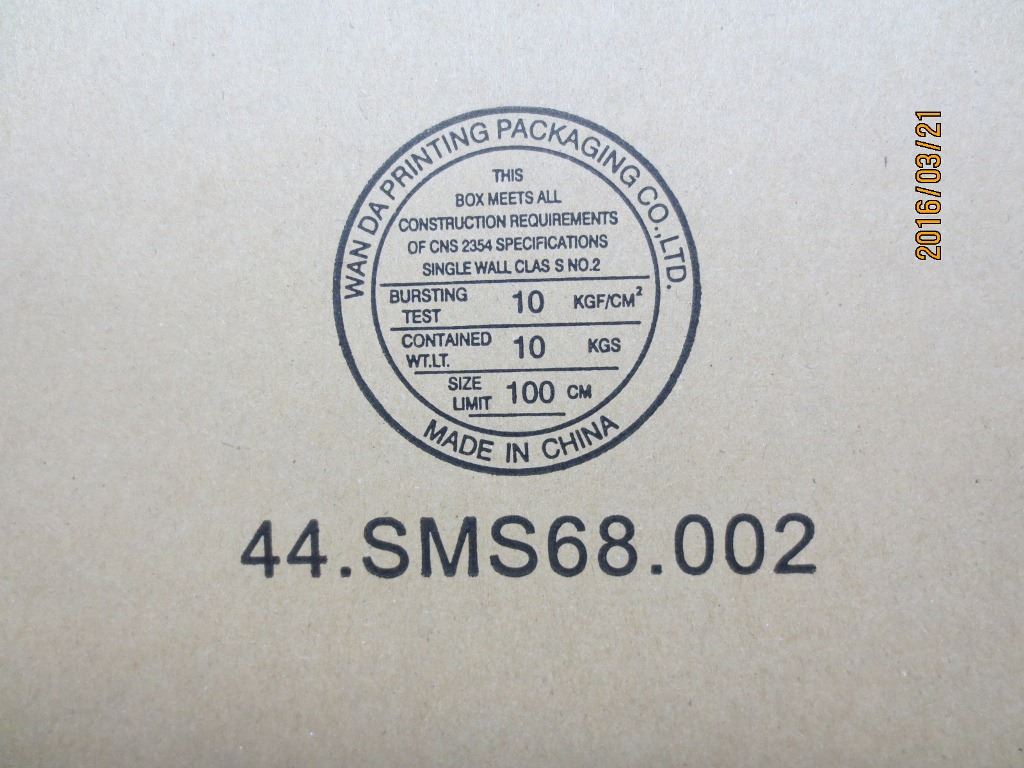 WAN DA PRINTING PACKAGING CO.,LTD.
THIS
BOX MEETS ALL
CONSTRUCTION REQUIREMENTS
OF CNS 2354 SPECIFICATIONS
SINGLE WALL CLAS S NO.2
BURSTING TEST 10 KGF/CM²
CONTAINED WT.LT. 10 KGS
SIZE LIMIT 100 CM
MADE IN CHINA
44.SMS68.002
2016/03/21